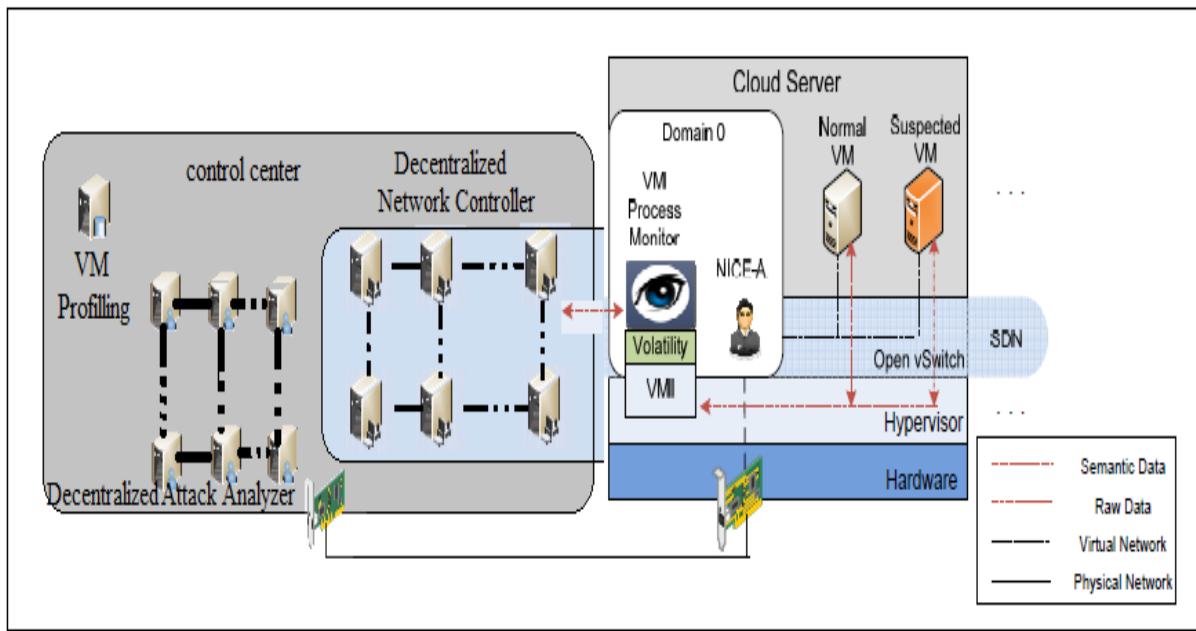 control center
VM
Profilling
Decentralized
Network Controller
Decentralized Attack Analyzer
Cloud Server
Domain 0
VMI
Process
Monitor
NICE-A
Volatility
VMI
Normal
VM
Suspected
VM
. . .
SDN
Open vSwitch
. . .
Hypervisor
Hardware
Semantic Data
Raw Data
Virtual Network
Physical Network